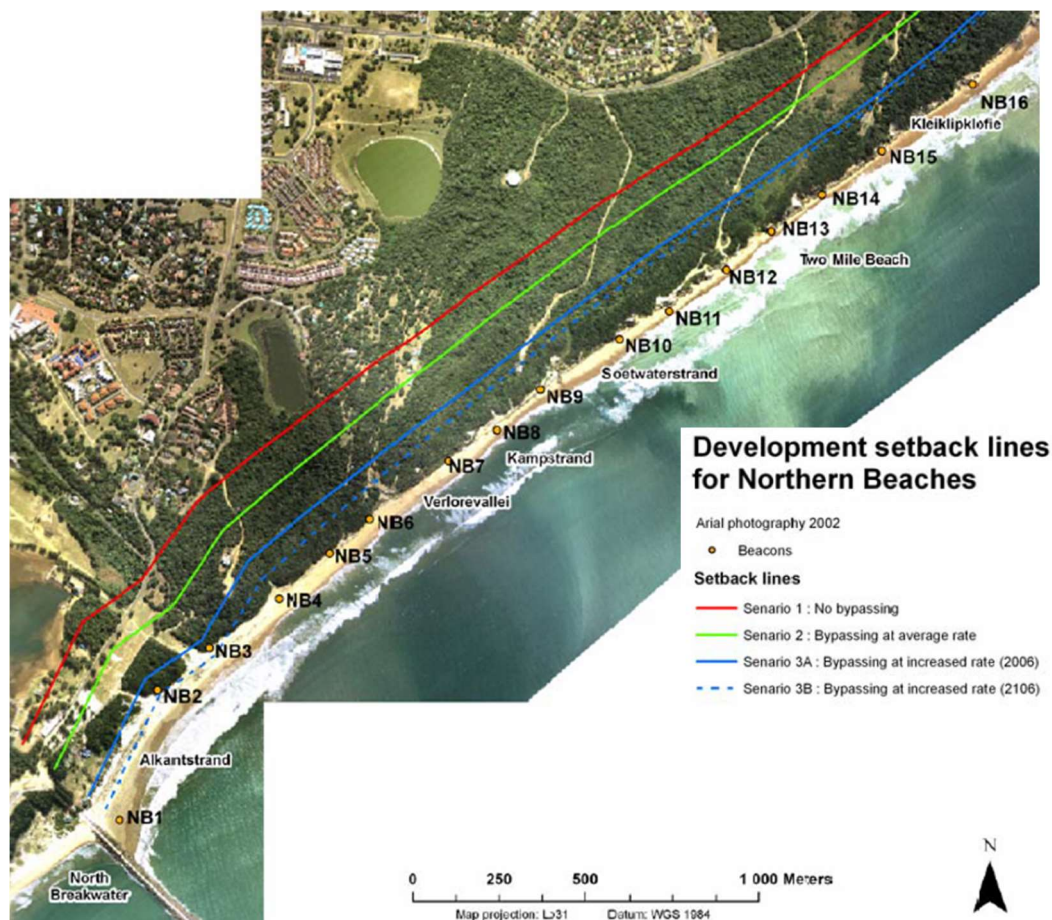 NB16
Kleiklipklofie
NB15
NB14
NB13
Two Mile Beach
NB12
NB11
NB10
Soetwaterstrand
NB9
NB8
Kampstrand
NB7
Verlorevallei
NB6
NB5
NB4
NB3
NB2
Alkantstrand
NB1
North
Breakwater
Development setback lines
for Northern Beaches
Arial photography 2002
Beacons
Setback lines
Senario 1 : No bypassing
Senario 2 : Bypassing at average rate
Senario 3A : Bypassing at increased rate (2006)
Senario 3B : Bypassing at increased rate (2106)
N
0 250 500 1 000 Meters
Map projection: Lo31 Datum: WGS 1984